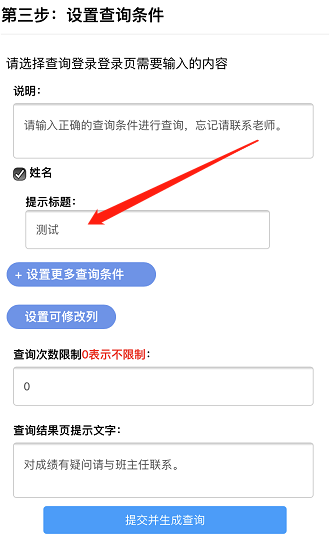 第三步：设置查询条件
请选择查询登录登录页需要输入的内容
说明：
请输入正确的查询条件进行查询，忘记请联系老师。
姓名
提示标题：
测试
+ 设置更多查询条件
设置可修改列
查询次数限制0表示不限制：
0
查询结果页提示文字：
对成绩有疑问请与班主任联系。
提交并生成查询